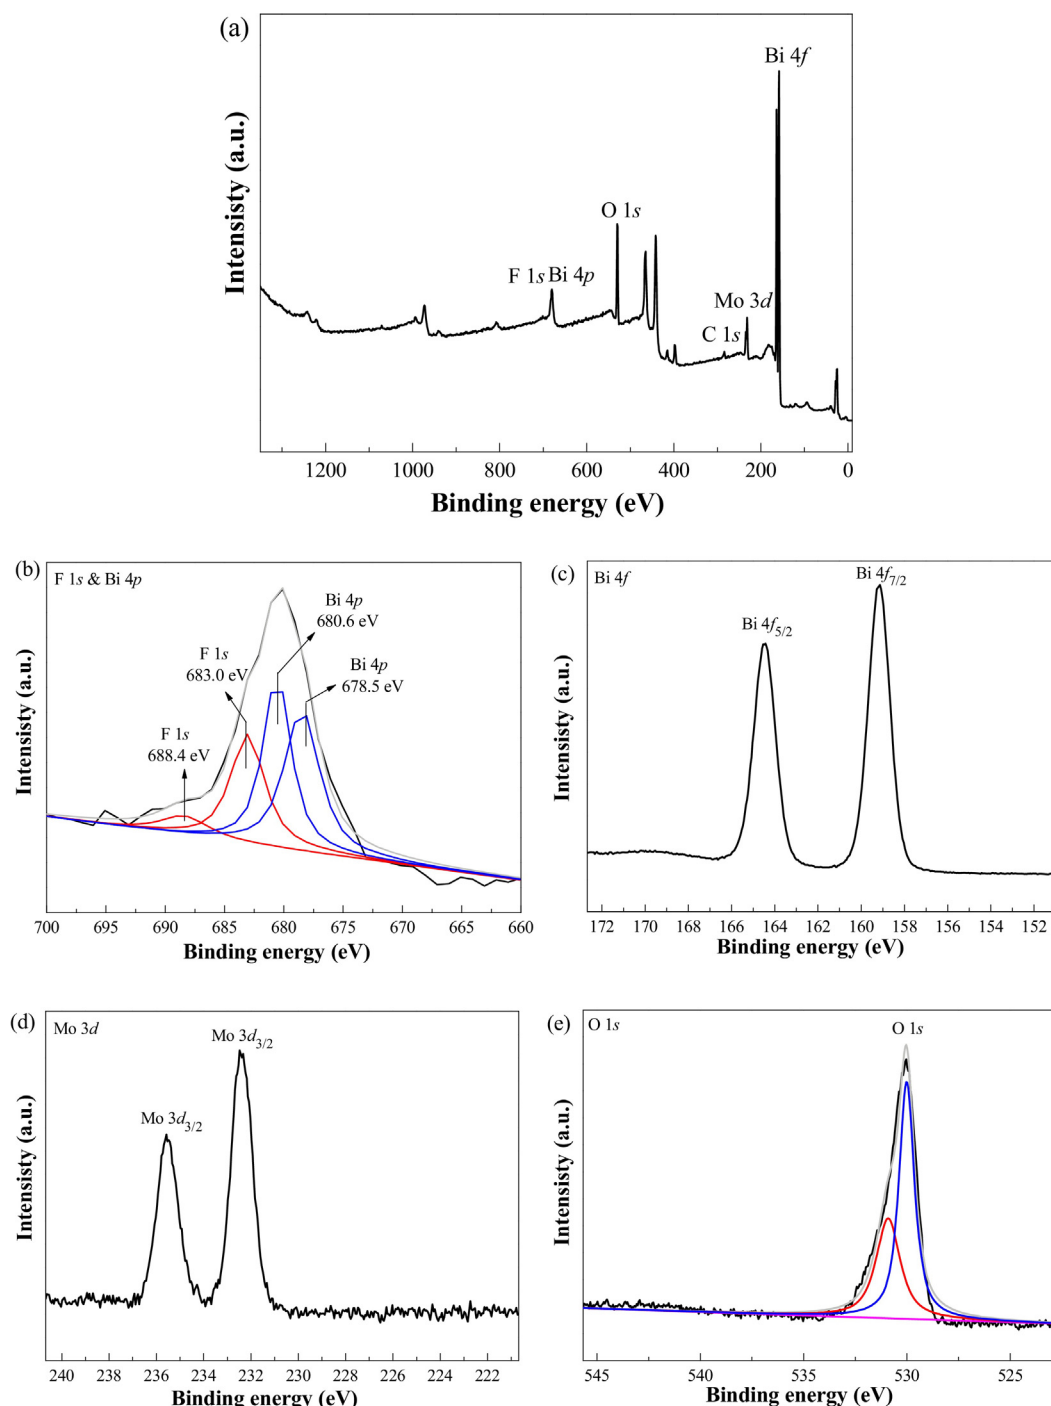 (a)
Bi 4f
O 1s
F 1s Bi 4p
Mo 3d
C 1s
Intensisty (a.u.)
1200 1000 800 600 400 200 0
Binding energy (eV)
(b)
F 1s & Bi 4p
Bi 4p
680.6 eV
F 1s
683.0 eV
Bi 4p
678.5 eV
F 1s
688.4 eV
Intensisty (a.u.)
700 695 690 685 680 675 670 665 660
Binding energy (eV)
(c)
Bi 4f
Bi 4f7/2
Bi 4f5/2
Intensisty (a.u.)
172 170 168 166 164 162 160 158 156 154 152
Binding energy (eV)
(d)
Mo 3d
Mo 3d3/2
Mo 3d3/2
Intensisty (a.u.)
240 238 236 234 232 230 228 226 224 222
Binding energy (eV)
(e)
O 1s
O 1s
Intensisty (a.u.)
545 540 535 530 525
Binding energy (eV)